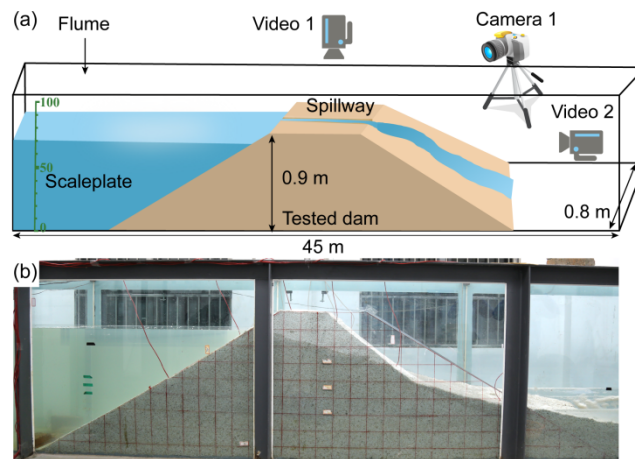 (a)
Flume
Video 1
Camera 1
Video 2
Spillway
100
50
0
Scaleplate
0.9 m
Tested dam
0.8 m
45 m
(b)